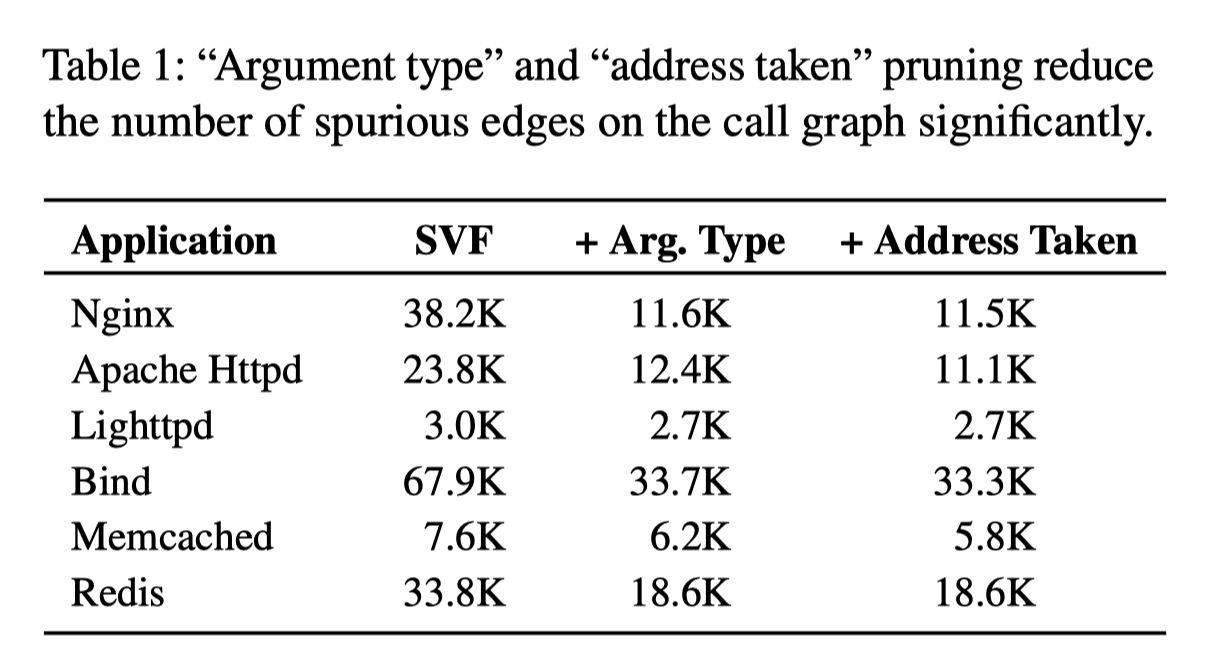 Table 1: “Argument type” and “address taken” pruning reduce
the number of spurious edges on the call graph significantly.
Application SVF + Arg. Type + Address Taken
Nginx 38.2K 11.6K 11.5K
Apache Httpd 23.8K 12.4K 11.1K
Lighttpd 3.0K 2.7K 2.7K
Bind 67.9K 33.7K 33.3K
Memcached 7.6K 6.2K 5.8K
Redis 33.8K 18.6K 18.6K